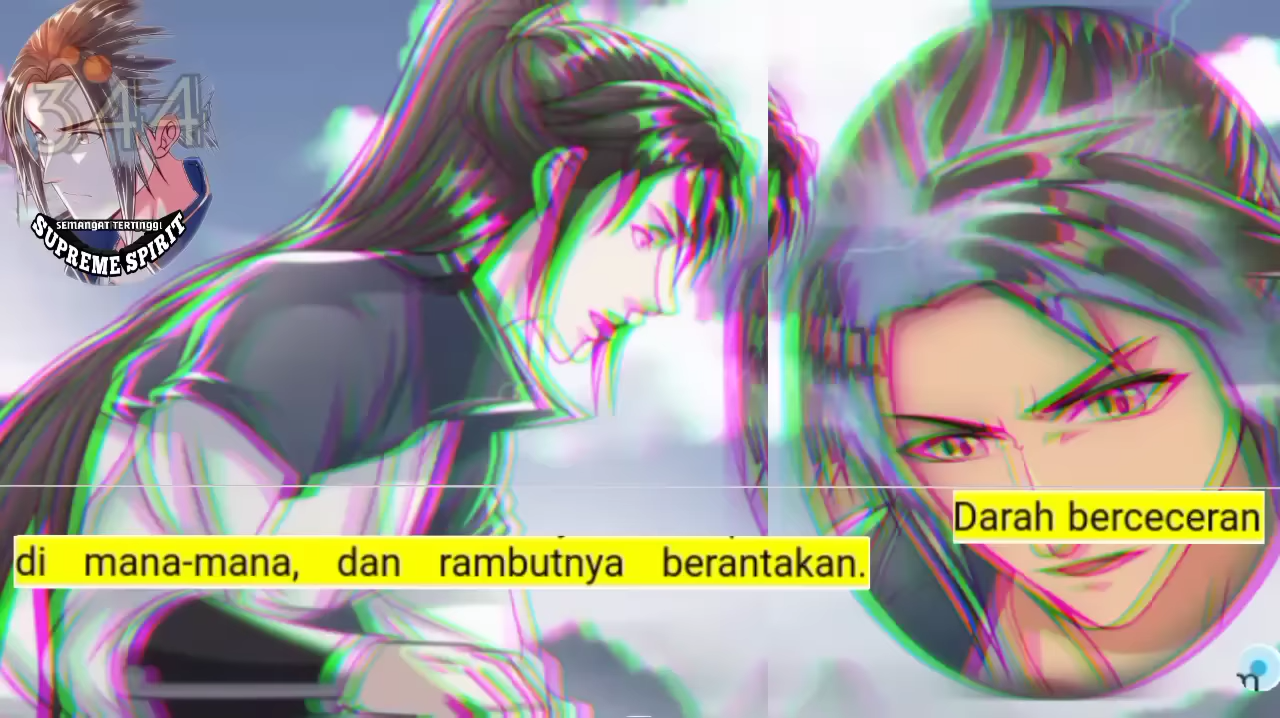 344
SEMANGAT TERTINGGI
SUPREME SPIRIT
Darah berceceran
di mana-mana, dan rambutnya berantakan.